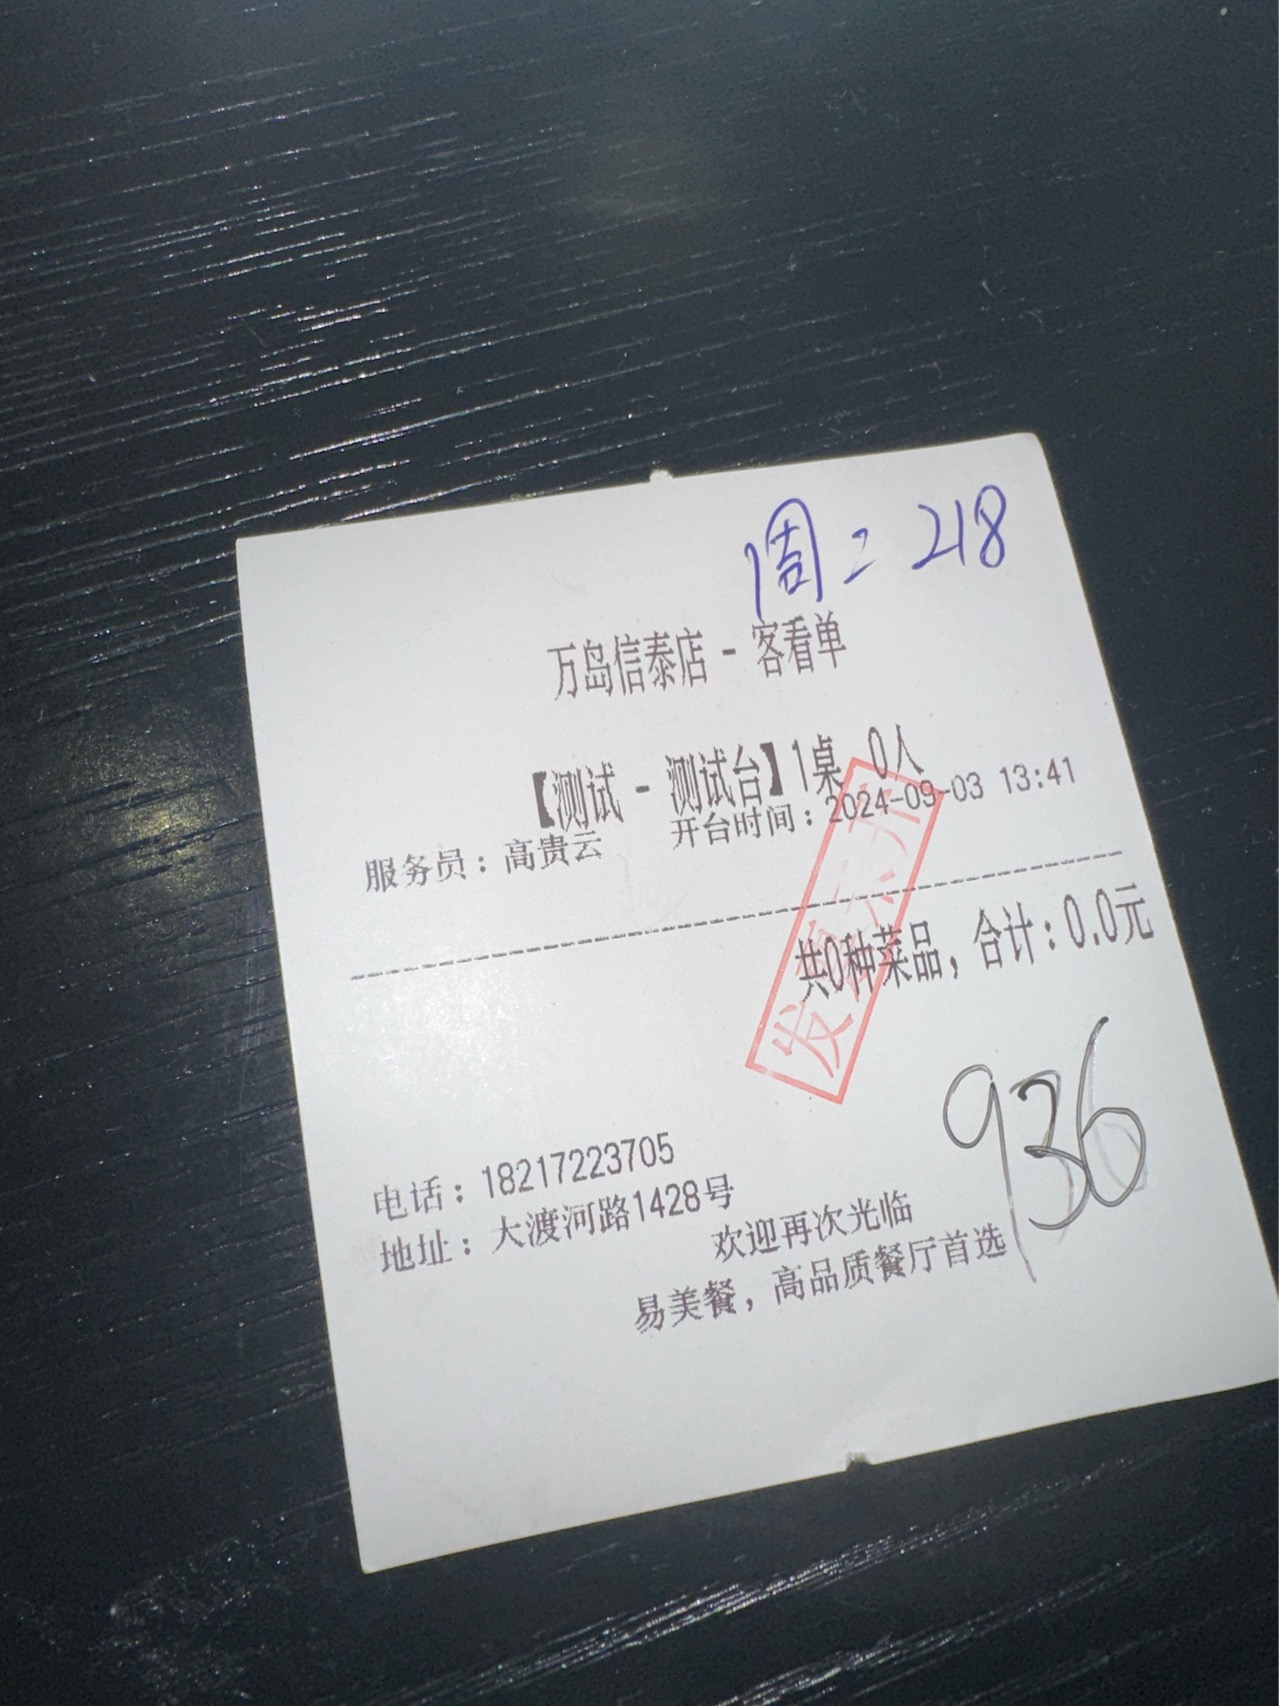 周二 218
万岛信泰店 - 客看单
【测试 - 测试台】1桌 0人
服务员：高贵云 开台时间：2024-09-03 13:41
共0种菜品，合计：0.0元
发票未开
936
电话：18217223705
地址：大渡河路1428号
欢迎再次光临
易美餐，高品质餐厅首选